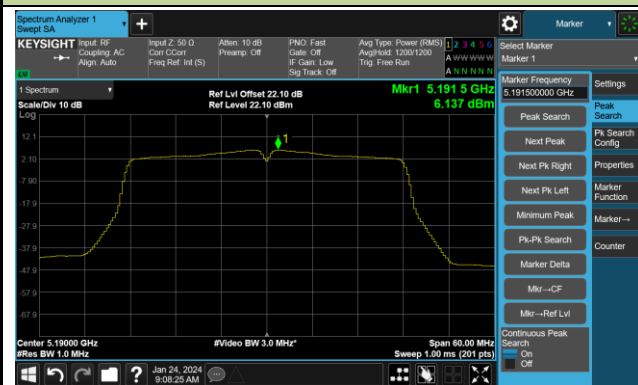 Spectrum Analyzer 1
Swept SA
Marker
KEYSIGHT
Input: RF
Coupling: AC
Align: Auto
Input Z: 50 Ω
Corr CCorr
Freq Ref: Int (S)
Atten: 10 dB
Preamp: Off
PNO: Fast
Gate: Off
IF Gain: Low
Sig Track: Off
Avg Type: Power (RMS)
Avg|Hold: 1200/1200
Trig: Free Run
1 2 3 4 5 6
A W W W W W
A N N N N N
LW
Select Marker
Marker 1
1 Spectrum
Scale/Div 10 dB
Log
Ref Lvl Offset 22.10 dB
Ref Level 22.10 dBm
Mkr1 5.191 5 GHz
6.137 dBm
1
12.1
2.10
-7.90
-17.9
-27.9
-37.9
-47.9
-57.9
-67.9
Center 5.19000 GHz
#Res BW 1.0 MHz
#Video BW 3.0 MHz*
Span 60.00 MHz
Sweep 1.00 ms (201 pts)
Marker Frequency
5.191500000 GHz
Peak Search
Next Peak
Next Pk Right
Next Pk Left
Minimum Peak
Pk-Pk Search
Marker Delta
Mkr→CF
Mkr→Ref Lvl
Continuous Peak
Search
On
Off
Settings
Peak
Search
Pk Search
Config
Properties
Marker
Function
Marker→
Counter
Jan 24, 2024
9:08:25 AM